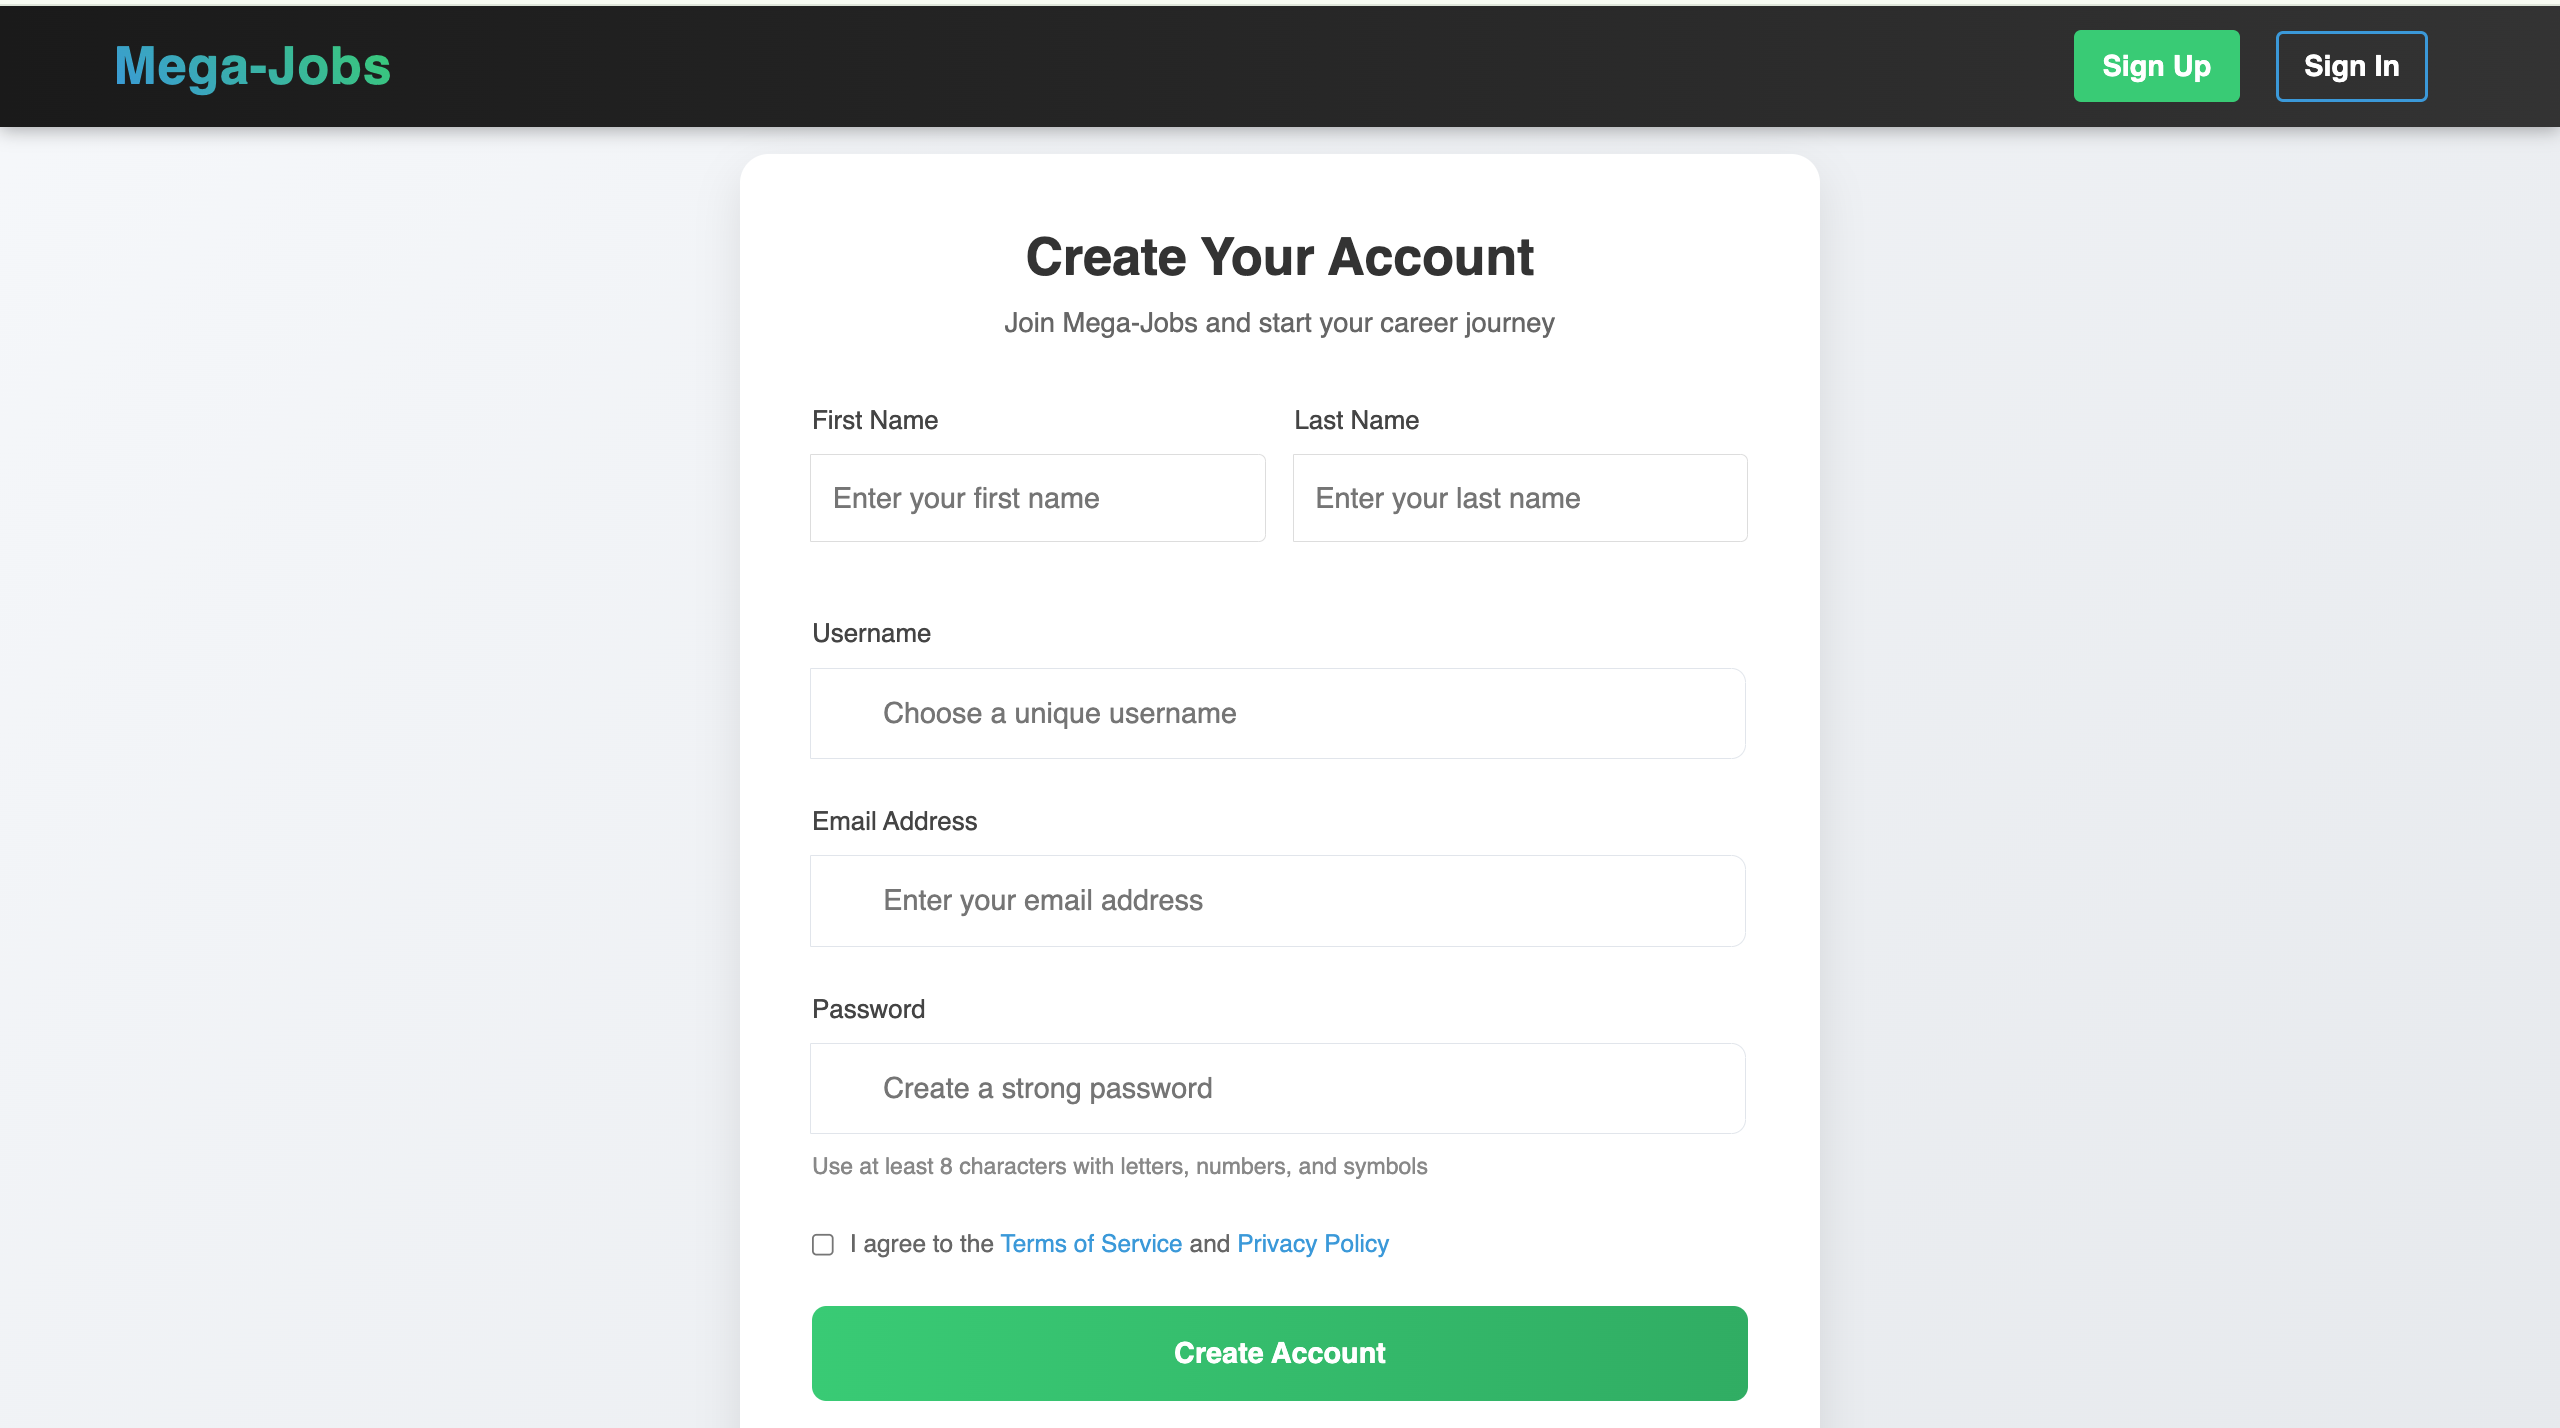 Mega-Jobs
Sign Up
Sign In
Create Your Account
Join Mega-Jobs and start your career journey
First Name
Last Name
Enter your first name
Enter your last name
Username
Choose a unique username
Email Address
Enter your email address
Password
Create a strong password
Use at least 8 characters with letters, numbers, and symbols
I agree to the Terms of Service and Privacy Policy
Create Account